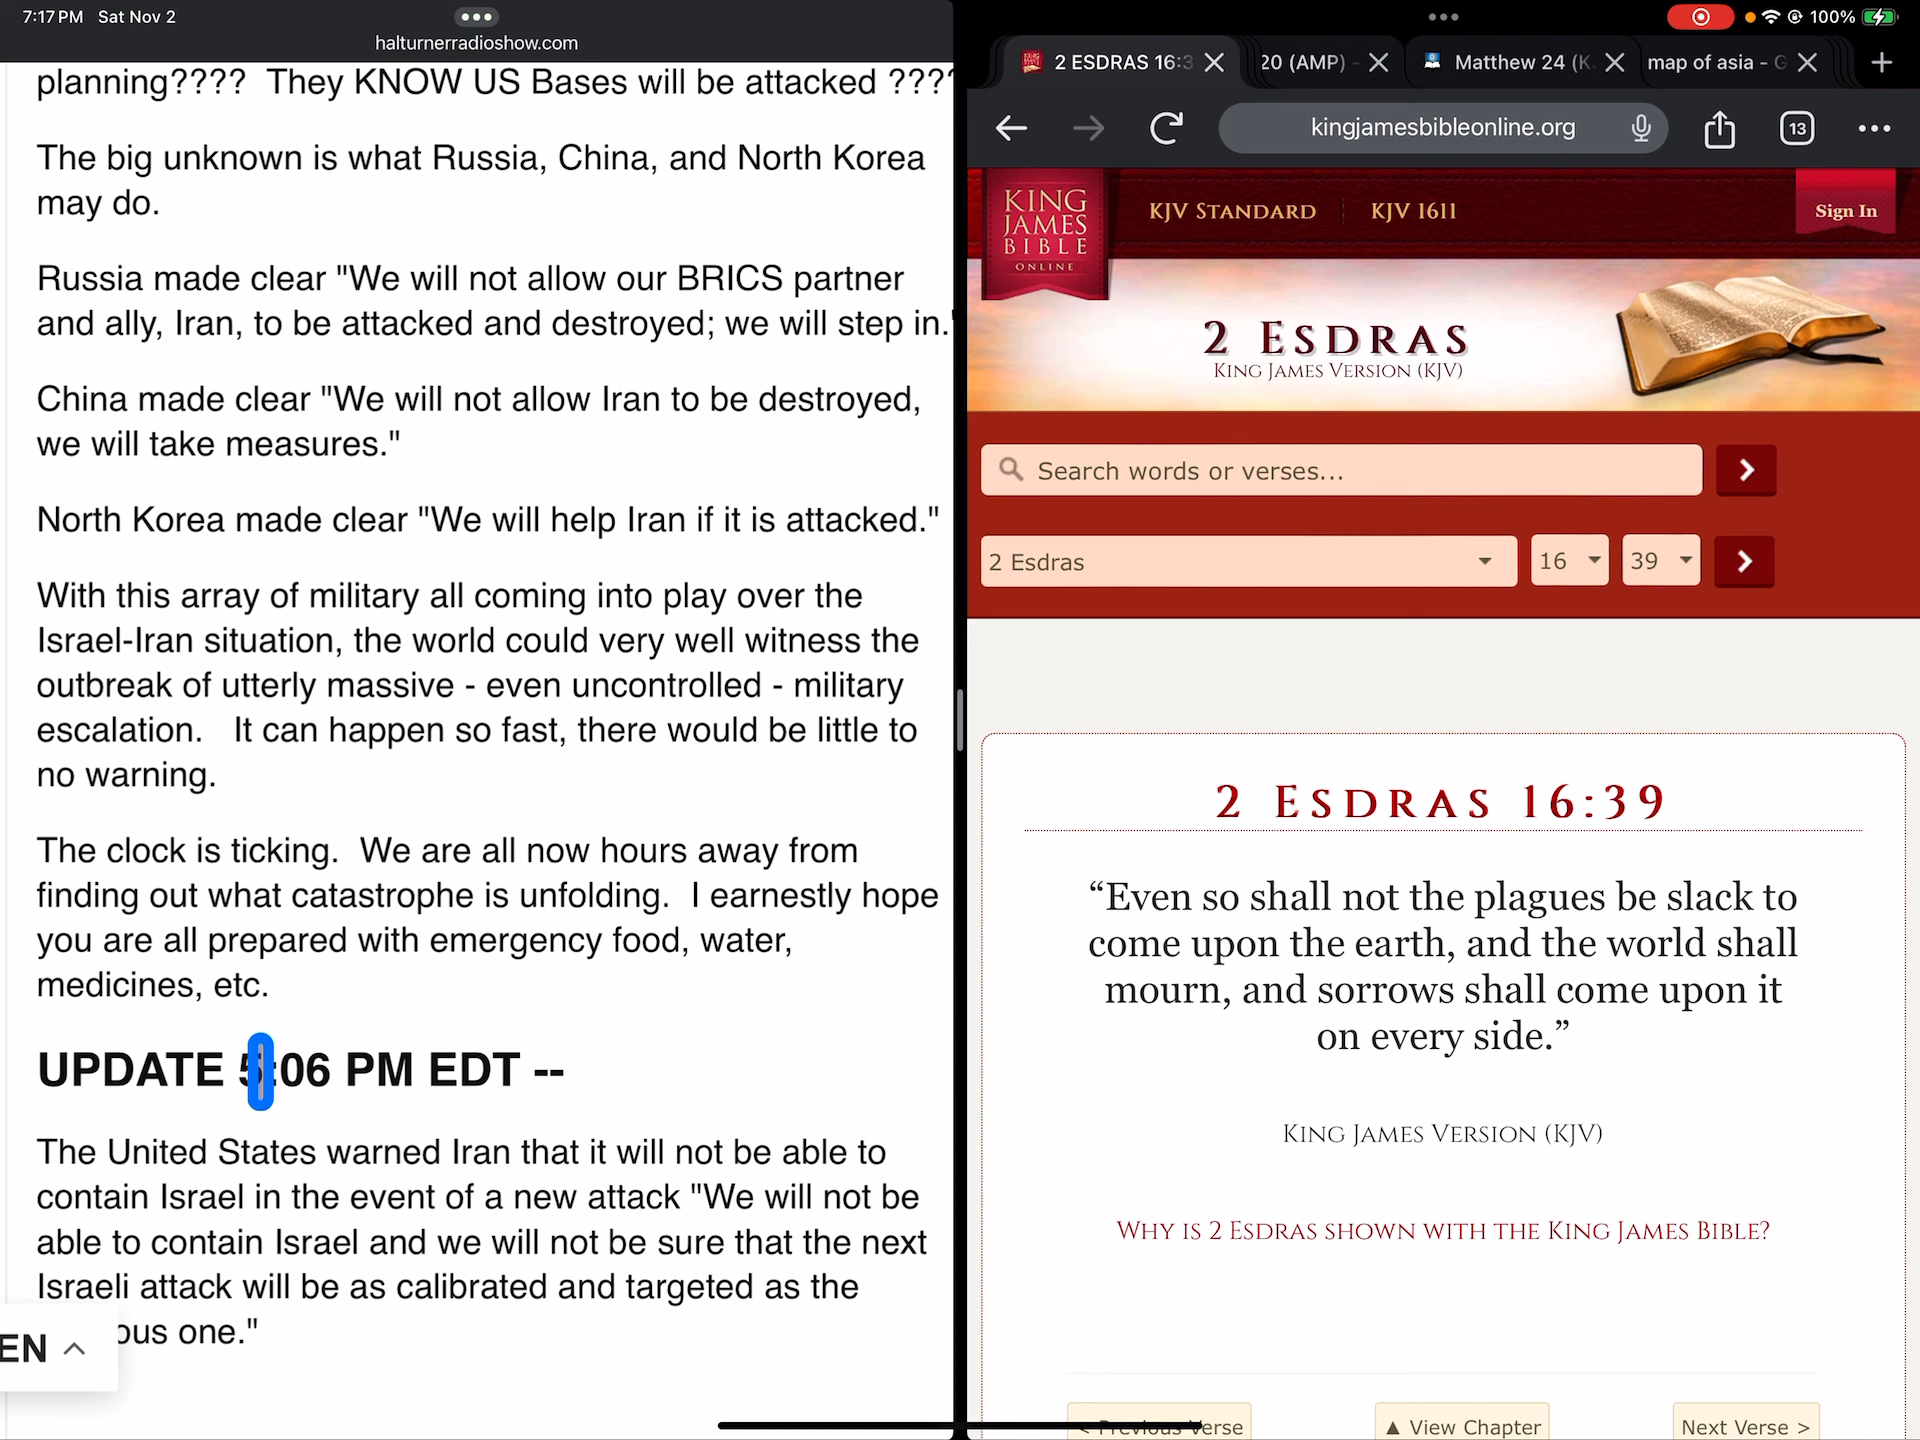 7:17 PM Sat Nov 2
halturnerradioshow.com
planning???? They KNOW US Bases will be attacked ????
The big unknown is what Russia, China, and North Korea
may do.
Russia made clear "We will not allow our BRICS partner
and ally, Iran, to be attacked and destroyed; we will step in."
China made clear "We will not allow Iran to be destroyed,
we will take measures."
North Korea made clear "We will help Iran if it is attacked."
With this array of military all coming into play over the
Israel-Iran situation, the world could very well witness the
outbreak of utterly massive - even uncontrolled - military
escalation. It can happen so fast, there would be little to
no warning.
The clock is ticking. We are all now hours away from
finding out what catastrophe is unfolding. I earnestly hope
you are all prepared with emergency food, water,
medicines, etc.
UPDATE 5:06 PM EDT --
The United States warned Iran that it will not be able to
contain Israel in the event of a new attack "We will not be
able to contain Israel and we will not be sure that the next
Israeli attack will be as calibrated and targeted as the
ous one."
EN
100%
2 ESDRAS 16:3
20 (AMP) -
Matthew 24 (K
map of asia - G
kingjamesbibleonline.org
13
KING
JAMES
BIBLE
ONLINE
KJV STANDARD
KJV 1611
Sign In
2 ESDRAS
KING JAMES VERSION (KJV)
Search words or verses...
2 Esdras
16
39
2 ESDRAS 16:39
“Even so shall not the plagues be slack to
come upon the earth, and the world shall
mourn, and sorrows shall come upon it
on every side.”
KING JAMES VERSION (KJV)
WHY IS 2 ESDRAS SHOWN WITH THE KING JAMES BIBLE?
< Previous Verse
▲ View Chapter
Next Verse >